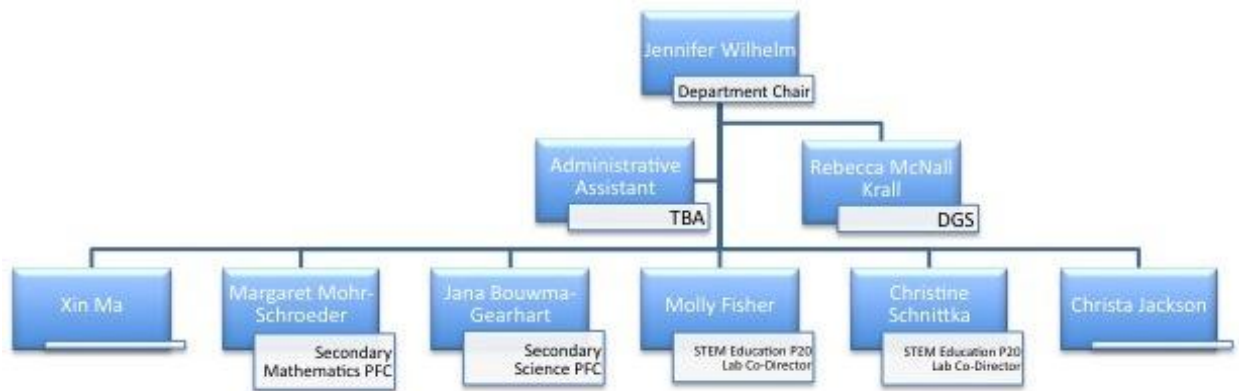 Jennifer Wilhelm
Department Chair
Administrative
Assistant
TBA
Rebecca McNall
Krall
DGS
Xin Ma
Margaret Mohr-
Schroeder
Secondary
Mathematics PFC
Jana Bouwma-
Gearhart
Secondary
Science PFC
Molly Fisher
STEM Education P20
Lab Co-Director
Christine
Schnittka
STEM Education P20
Lab Co-Director
Christa Jackson